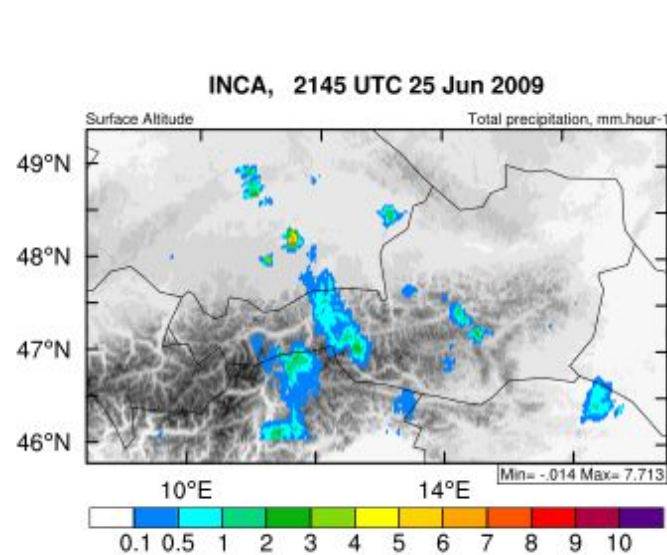 INCA, 2145 UTC 25 Jun 2009
Surface Altitude Total precipitation, mm.hour-1
49°N
48°N
47°N
46°N
Min= -.014 Max= 7.713
10°E 14°E
0.1 0.5 1 2 3 4 5 6 7 8 9 10